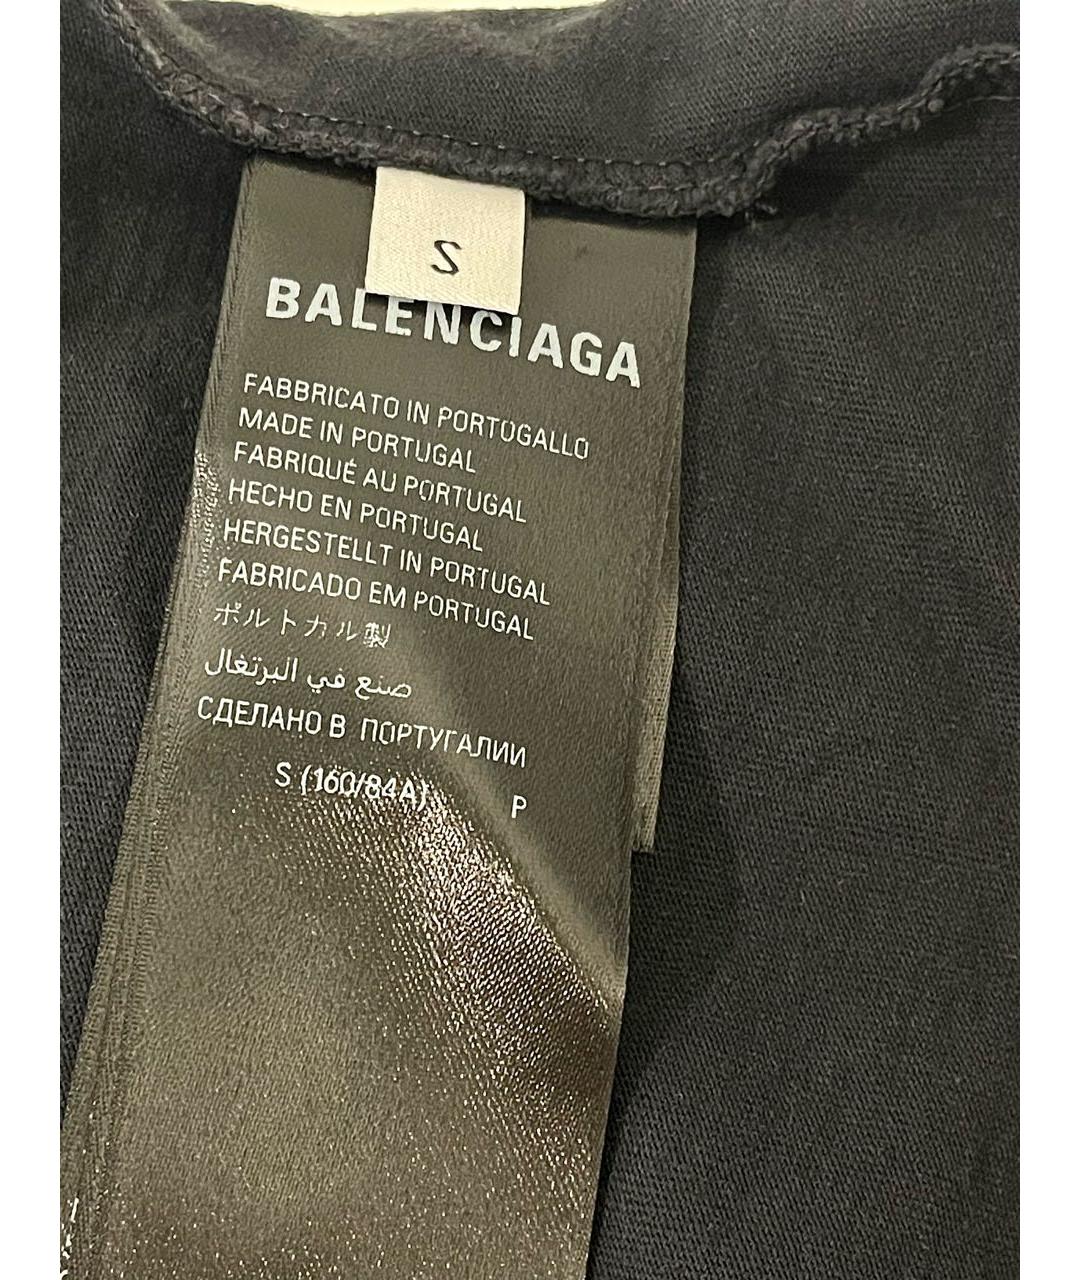 S
BALENCIAGA
FABBRICATO IN PORTOGALLO
MADE IN PORTUGAL
FABRIQUÉ AU PORTUGAL
HECHO EN PORTUGAL
HERGESTELLT IN PORTUGAL
FABRICADO EM PORTUGAL
ポルトカル製
صنع في البرتغال
СДЕЛАНО В ПОРТУГАЛИИ
S (160/84A) P